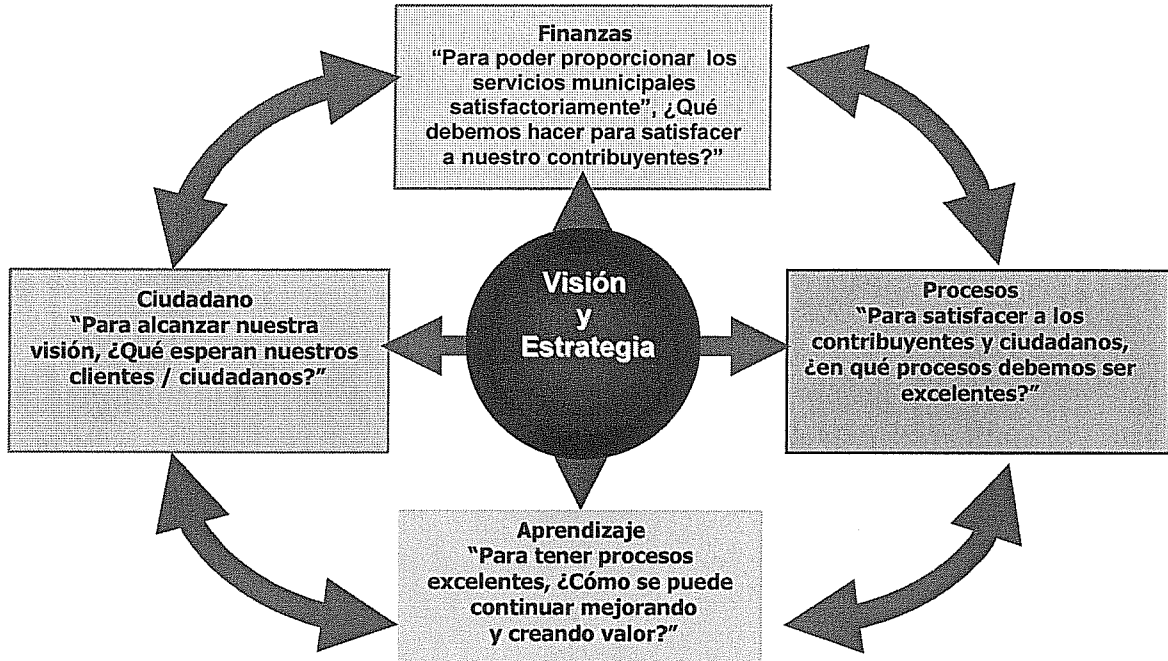 Finanzas
“Para poder proporcionar los
servicios municipales
satisfactoriamente”, ¿Qué
debemos hacer para satisfacer
a nuestro contribuyentes?”
Ciudadano
“Para alcanzar nuestra
visión, ¿Qué esperan nuestros
clientes / ciudadanos?”
Visión
y
Estrategia
Procesos
“Para satisfacer a los
contribuyentes y ciudadanos,
¿en qué procesos debemos ser
excelentes?”
Aprendizaje
“Para tener procesos
excelentes, ¿Cómo se puede
continuar mejorando
y creando valor?”